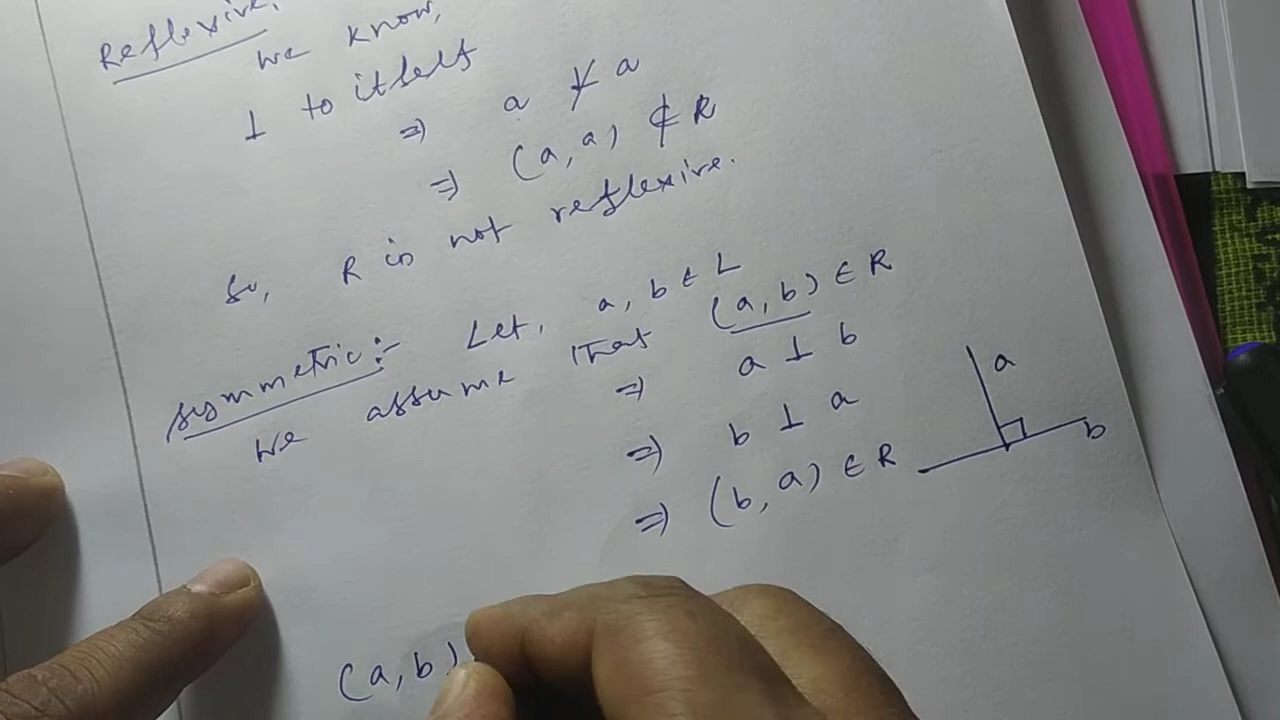 Reflexive,
we know,
⊥ to itself
⇒ a ⊥̸ a
⇒ (a, a) ∉ R
So, R is not reflexive.
Symmetric:- Let, a, b ∈ L
We assume that (a, b) ∈ R
⇒ a ⊥ b
⇒ b ⊥ a
⇒ (b, a) ∈ R
a
b
(a, b)